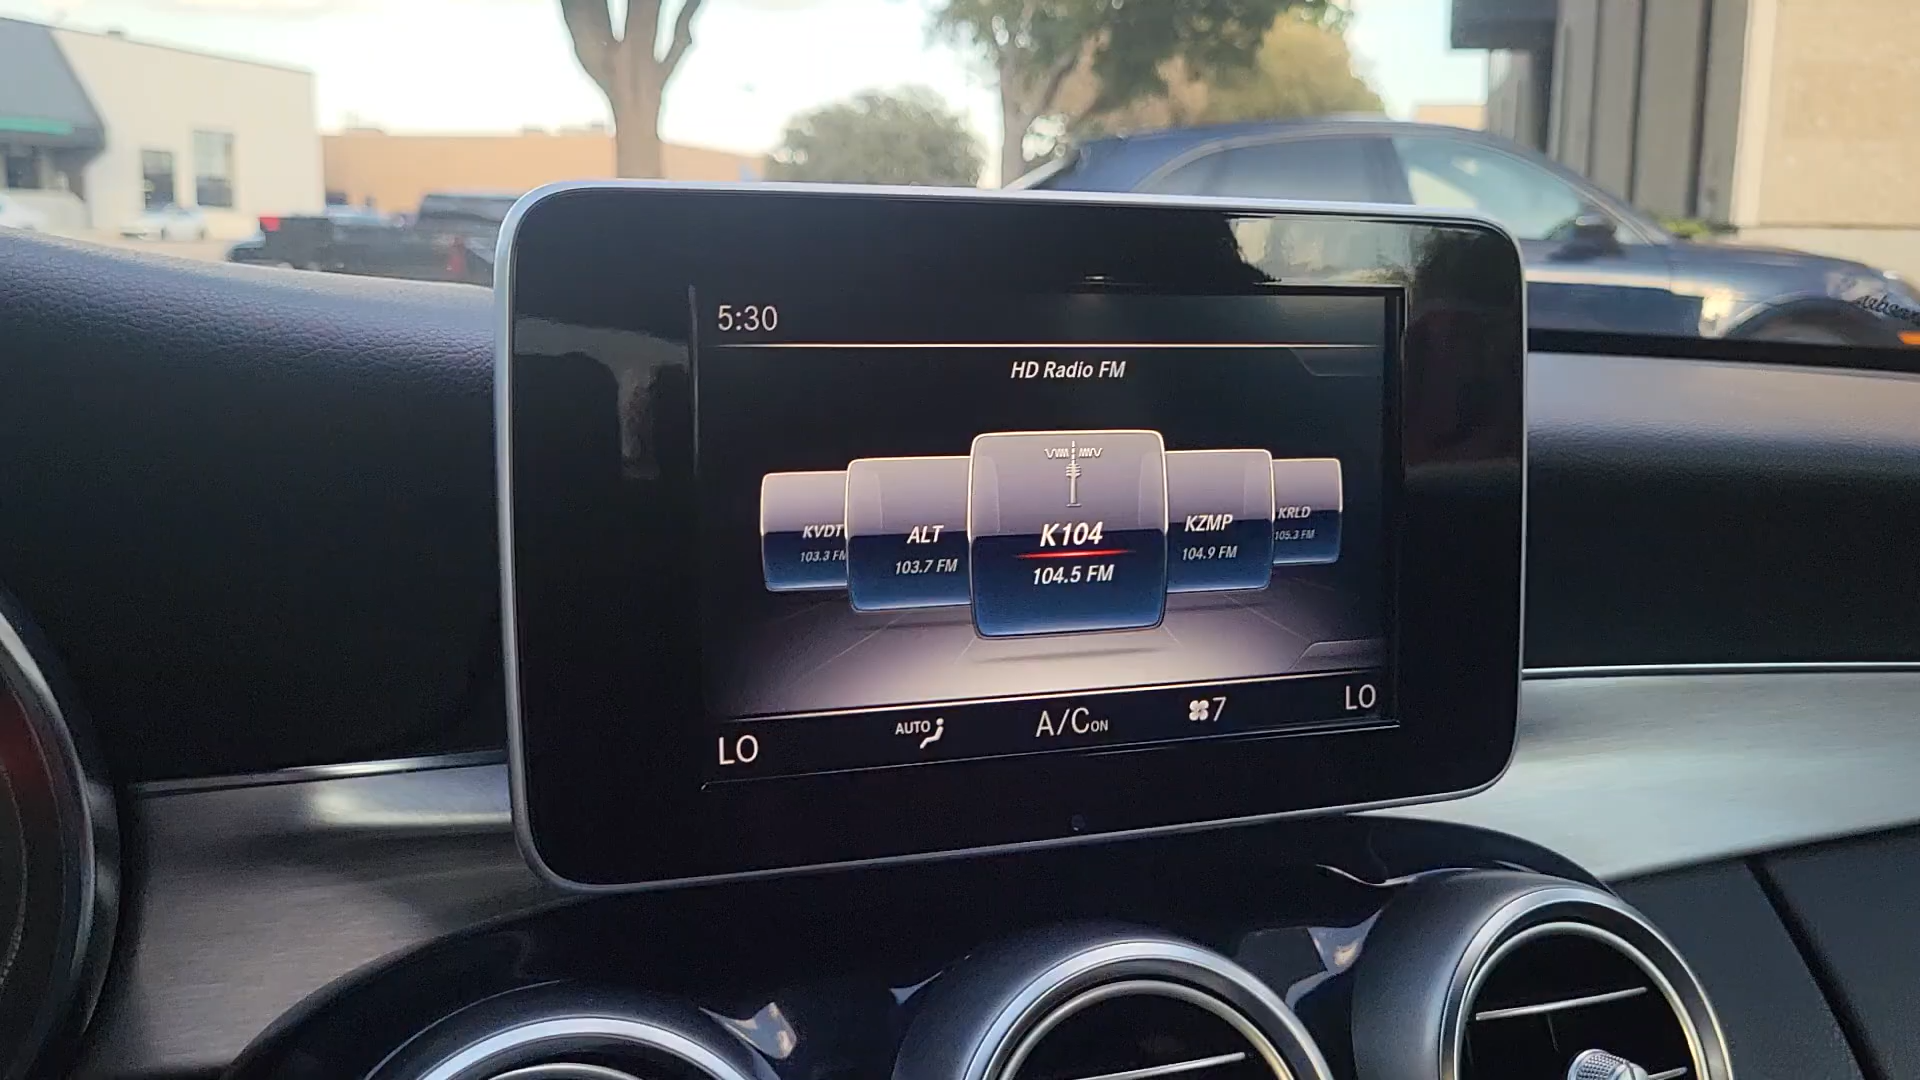 5:30
HD Radio FM
KVDT
103.3 FM
ALT
103.7 FM
K104
104.5 FM
KZMP
104.9 FM
KRLD
105.3 FM
LO
AUTO
A/C ON
7
LO